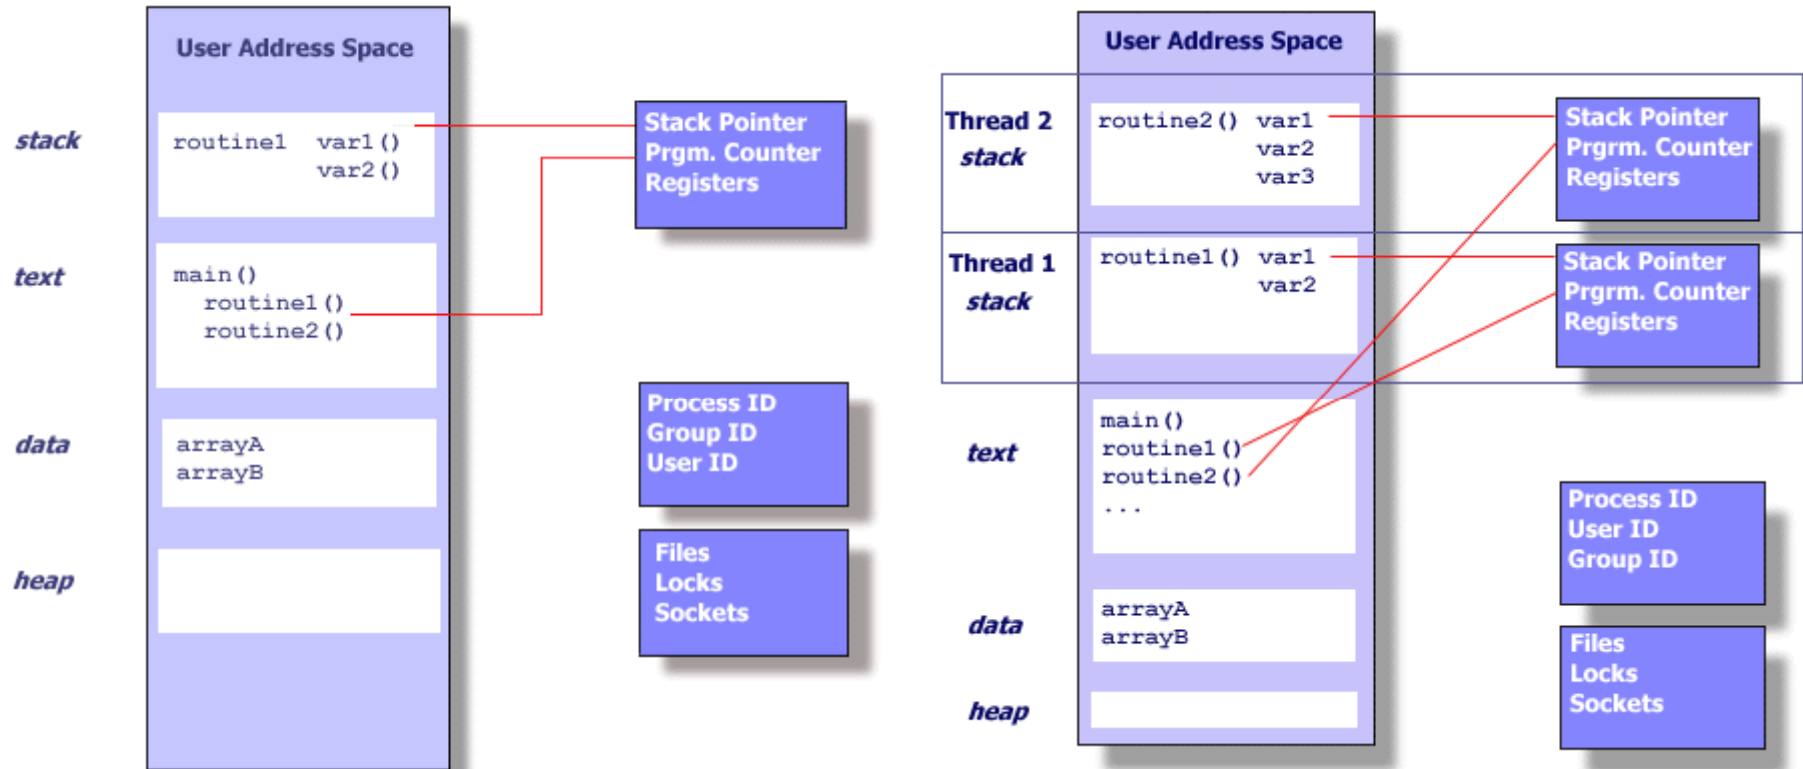 User Address Space
stack
routine1 var1()
var2()
Stack Pointer
Prgm. Counter
Registers
text
main()
routine1()
routine2()
Process ID
Group ID
User ID
data
arrayA
arrayB
Files
Locks
Sockets
heap
User Address Space
Thread 2
stack
routine2() var1
var2
var3
Stack Pointer
Prgrm. Counter
Registers
Thread 1
stack
routine1() var1
var2
Stack Pointer
Prgrm. Counter
Registers
text
main()
routine1()
routine2()
...
Process ID
User ID
Group ID
data
arrayA
arrayB
Files
Locks
Sockets
heap